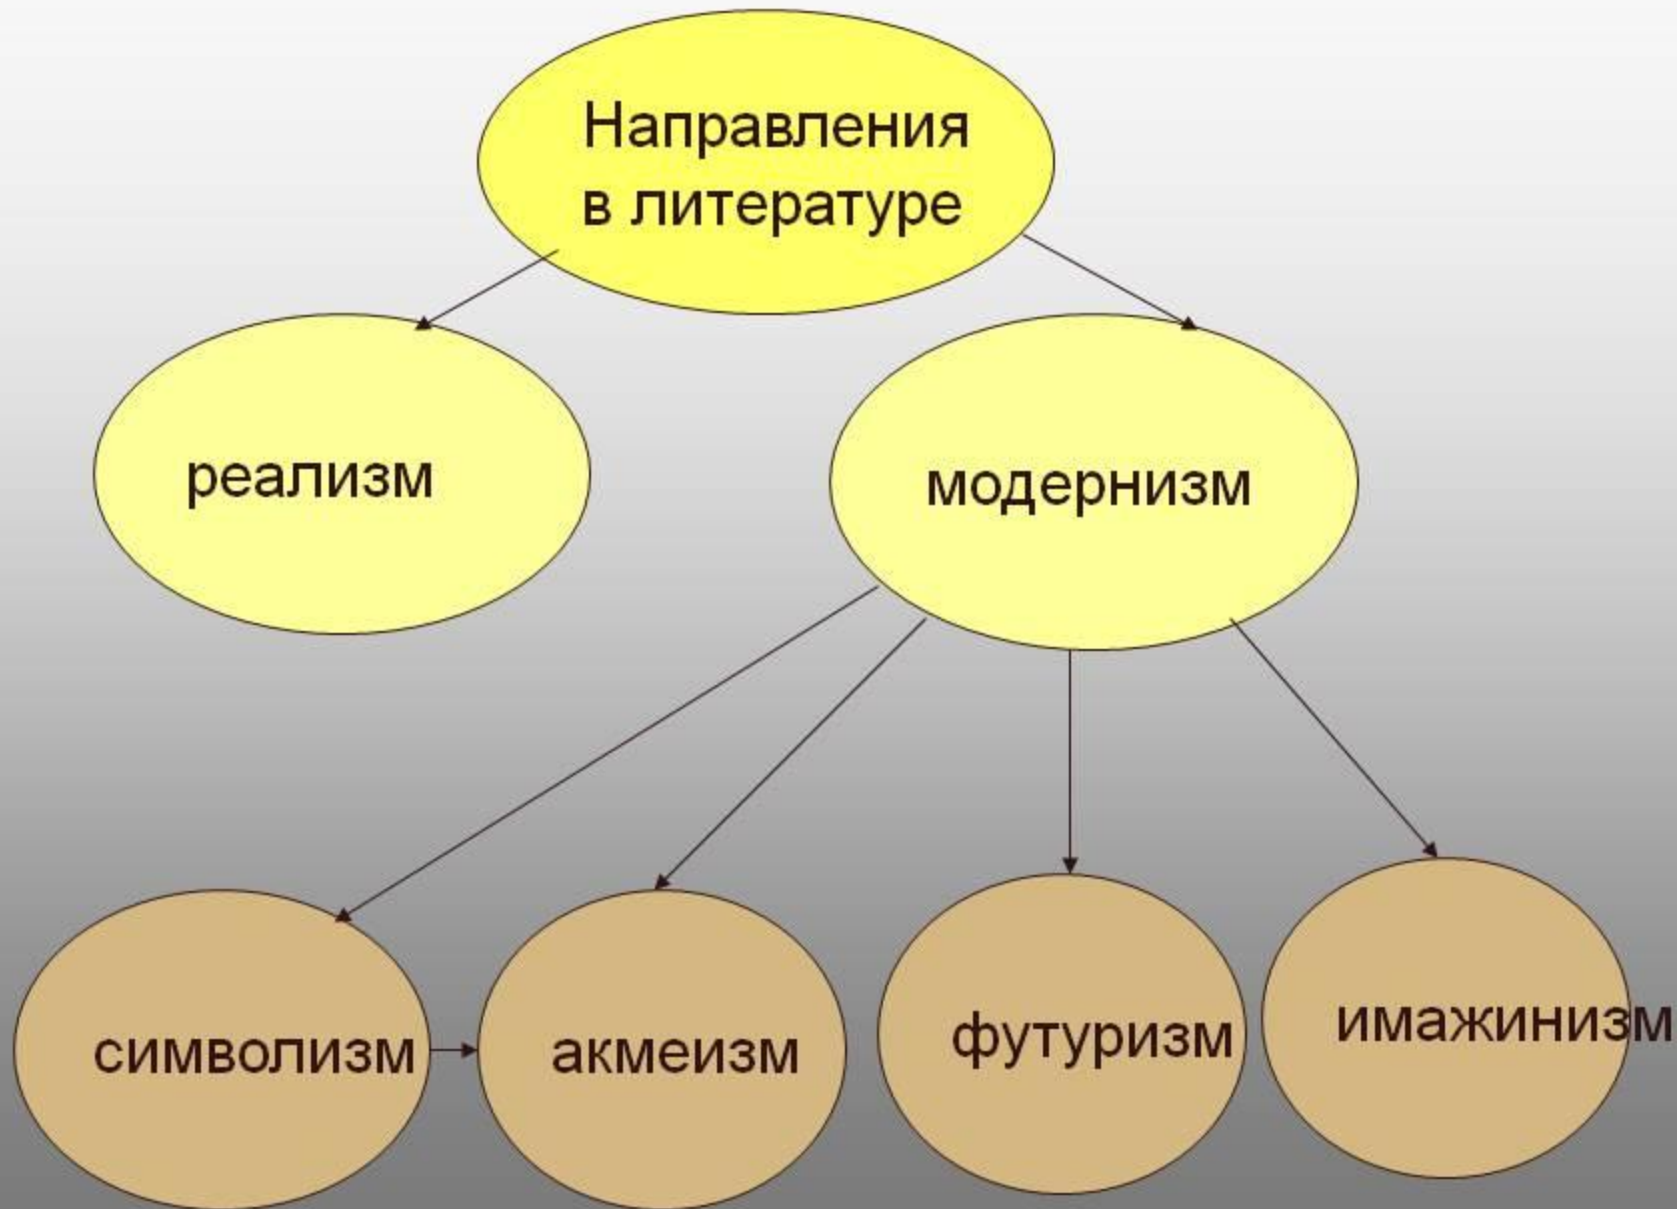 Направления
в литературе
реализм
модернизм
символизм
акмеизм
футуризм
имажинизм